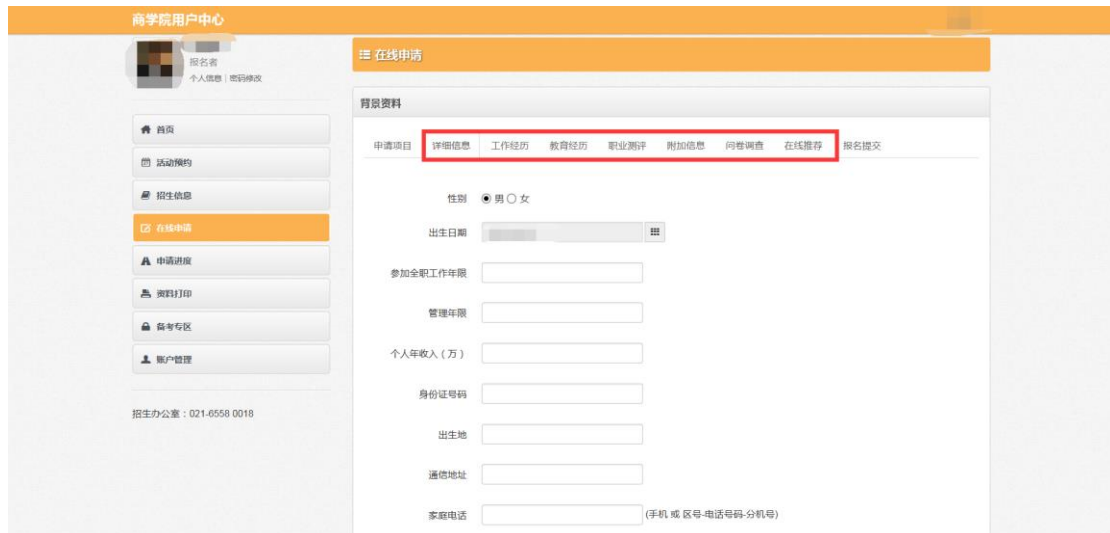 商学院用户中心
报名者
个人信息 | 密码修改
首页
活动预约
招生信息
在线申请
申请进度
资料打印
备考专区
账户管理
招生办公室：021-6558 0018
在线申请
背景资料
申请项目 详细信息 工作经历 教育经历 职业测评 附加信息 问卷调查 在线推荐 报名提交
性别 男 女
出生日期
参加全职工作年限
管理年限
个人年收入（万）
身份证号码
出生地
通信地址
家庭电话 (手机 或 区号-电话号码-分机号)